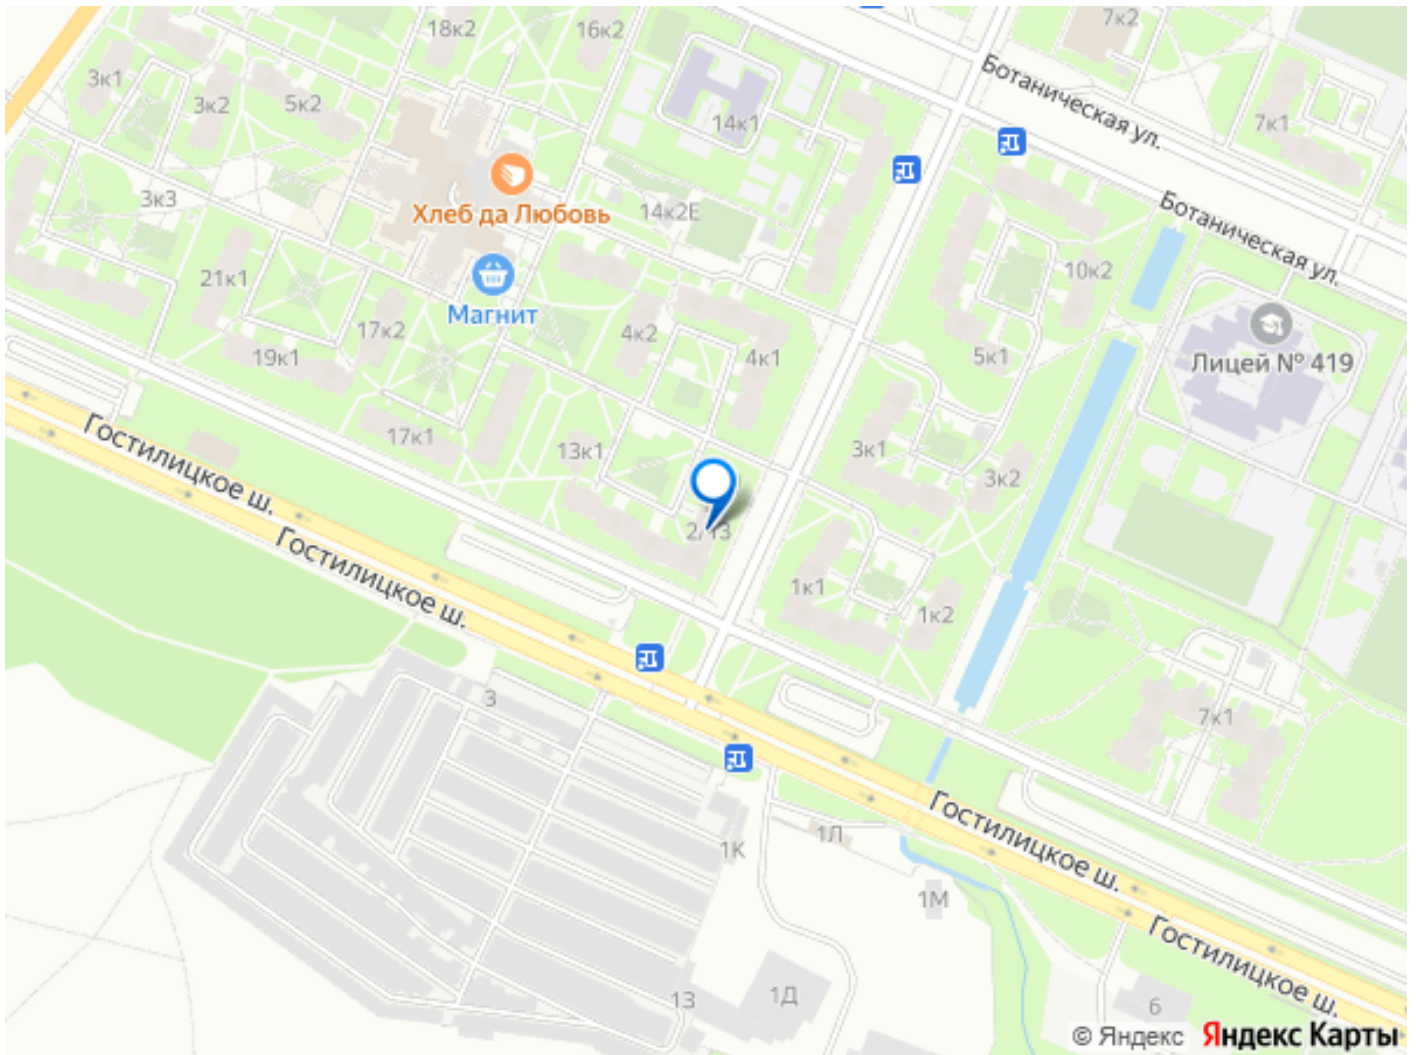 18к2
16к2
7к2
3к1
3к2
5к2
14к1
Ботаническая ул.
7к1
3к3
Хлеб да Любовь
14к2Е
Ботаническая ул.
21к1
10к2
Магнит
17к2
4к2
19к1
4к1
5к1
Лицей № 419
Гостилицкое ш.
17к1
13к1
3к1
3к2
Гостилицкое ш.
2/13
1к1
1к2
3
7к1
Гостилицкое ш.
1К
1Л
1М
Гостилицкое ш.
13
1Д
6
© Яндекс
Яндекс Карты